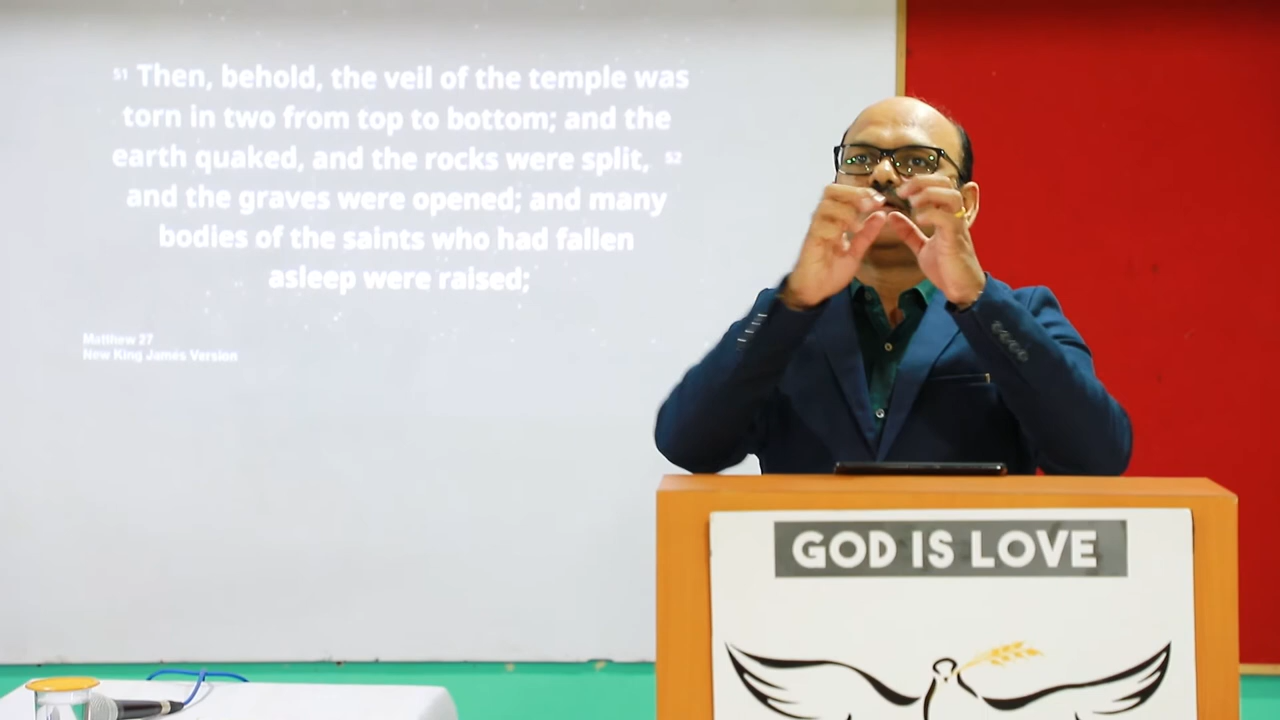 51 Then, behold, the veil of the temple was
torn in two from top to bottom; and the
earth quaked, and the rocks were split, 52
and the graves were opened; and many
bodies of the saints who had fallen
asleep were raised;
Matthew 27
New King James Version
GOD IS LOVE